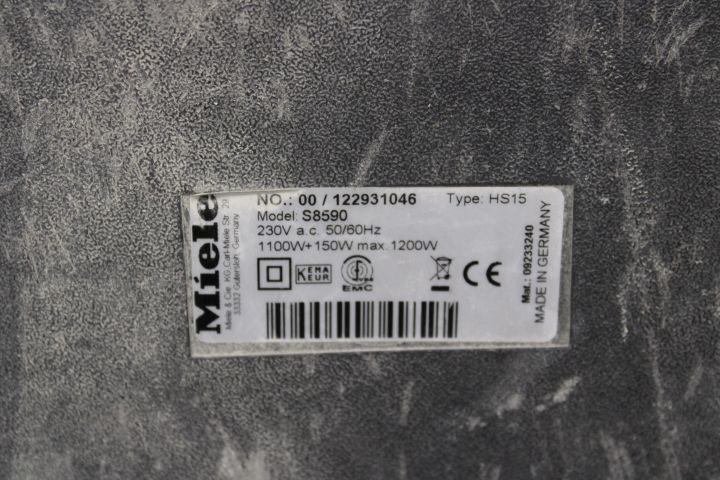 Miele
Miele & Cie. KG,Carl-Miele Str. 29
33332 Gütersloh, Germany
NO.: 00 / 122931046 Type: HS15
Model: S8590
230V a.c. 50/60Hz
1100W+150W max.1200W
KEMA
KEUR
EMC
CE
Mat.: 09233240
MADE IN GERMANY